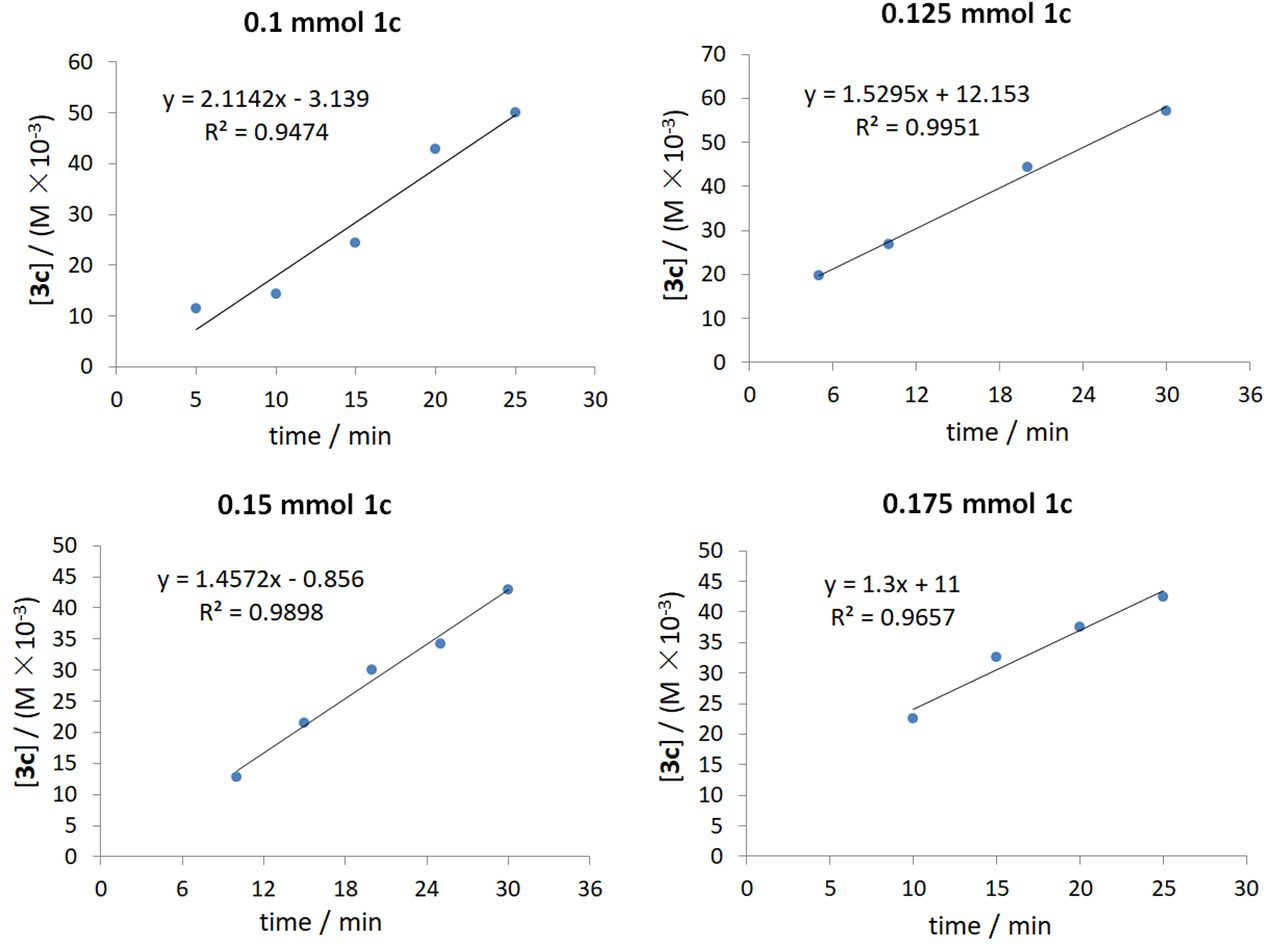 0.1 mmol 1c
y = 2.1142x - 3.139
R² = 0.9474
[3c] / (M ×10⁻³)
60
50
40
30
20
10
0
0 5 10 15 20 25 30
time / min
0.125 mmol 1c
y = 1.5295x + 12.153
R² = 0.9951
[3c] / (M ×10⁻³)
70
60
50
40
30
20
10
0
0 6 12 18 24 30 36
time / min
0.15 mmol 1c
y = 1.4572x - 0.856
R² = 0.9898
[3c] / (M ×10⁻³)
50
45
40
35
30
25
20
15
10
5
0
0 6 12 18 24 30 36
time / min
0.175 mmol 1c
y = 1.3x + 11
R² = 0.9657
[3c] / (M ×10⁻³)
50
45
40
35
30
25
20
15
10
5
0
0 5 10 15 20 25 30
time / min